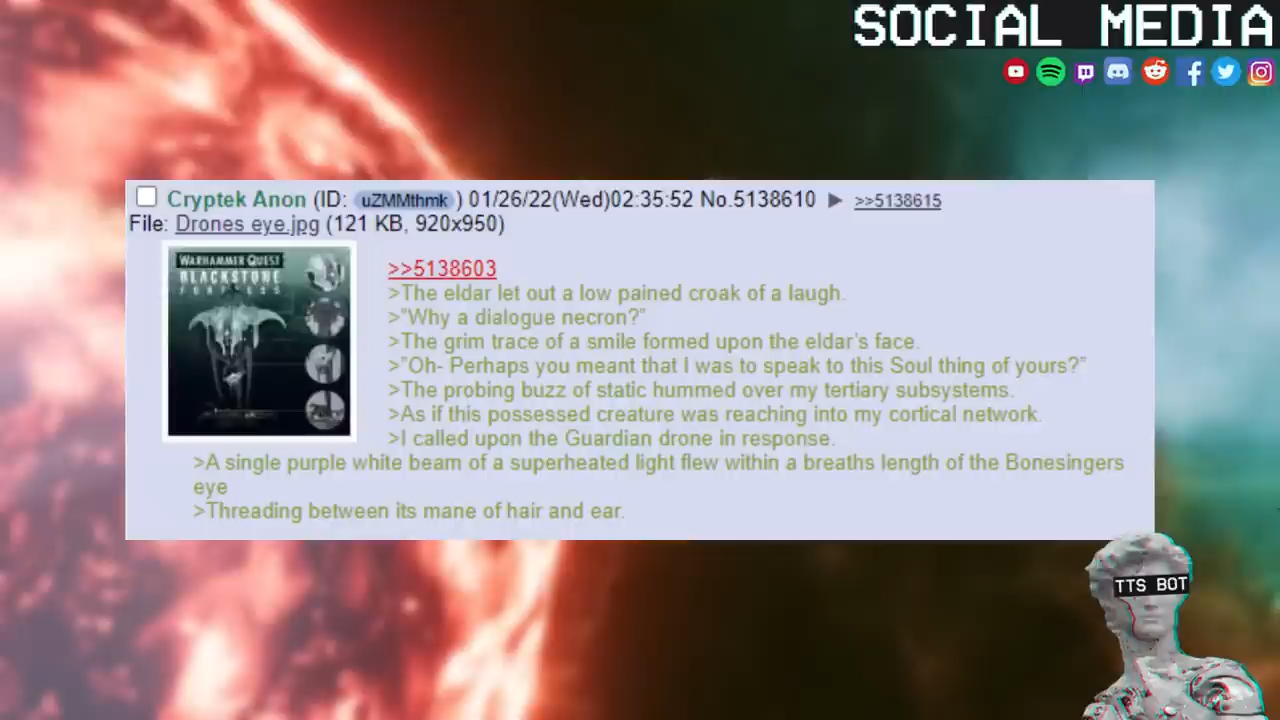 SOCIAL MEDIA
Cryptek Anon (ID: uZMMthmk ) 01/26/22(Wed)02:35:52 No.5138610 ▶ >>5138615
File: Drones eye.jpg (121 KB, 920x950)
WARHAMMER QUEST
BLACKSTONE
FORTRESS
>>5138603
>The eldar let out a low pained croak of a laugh.
>"Why a dialogue necron?"
>The grim trace of a smile formed upon the eldar's face.
>"Oh- Perhaps you meant that I was to speak to this Soul thing of yours?"
>The probing buzz of static hummed over my tertiary subsystems.
>As if this possessed creature was reaching into my cortical network.
>I called upon the Guardian drone in response.
>A single purple white beam of a superheated light flew within a breaths length of the Bonesingers
eye
>Threading between its mane of hair and ear.
TTS BOT